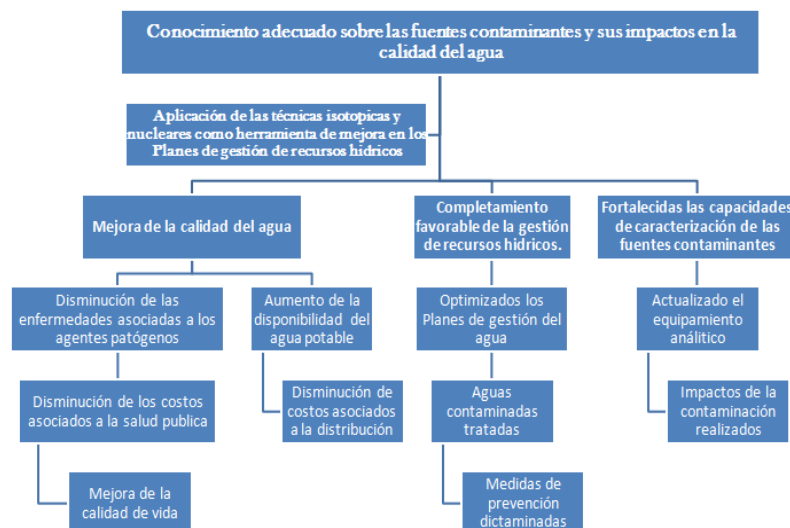 Conocimiento adecuado sobre las fuentes contaminantes y sus impactos en la
calidad del agua
Aplicación de las técnicas isotopicas y
nucleares como herramienta de mejora en los
Planes de gestión de recursos hidricos
Mejora de la calidad del agua
Completamiento
favorable de la gestión
de recursos hidricos.
Fortalecidas las capacidades
de caracterización de las
fuentes contaminantes
Disminución de las
enfermedades asociadas a los
agentes patógenos
Aumento de la
disponibilidad del
agua potable
Optimizados los
Planes de gestión del
agua
Actualizado el
equipamiento
análitico
Disminución de los costos
asociados a la salud publica
Disminución de
costos asociados
a la distribución
Aguas
contaminadas
tratadas
Impactos de la
contaminación
realizados
Mejora de la
calidad de vida
Medidas de
prevención
dictaminadas